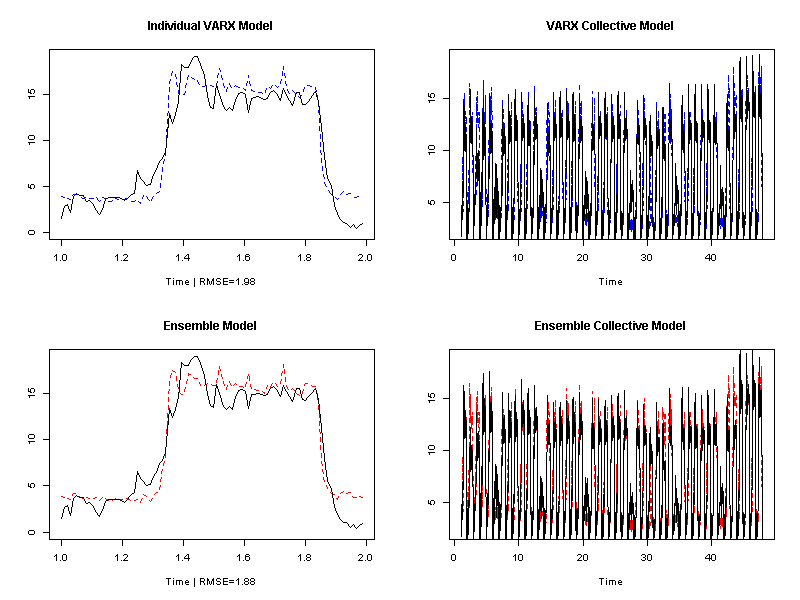 Individual VARX Model
15
10
5
0
1.0 1.2 1.4 1.6 1.8 2.0
Time | RMSE=1.98
VARX Collective Model
15
10
5
0 10 20 30 40
Time
Ensemble Model
15
10
5
0
1.0 1.2 1.4 1.6 1.8 2.0
Time | RMSE=1.88
Ensemble Collective Model
15
10
5
0 10 20 30 40
Time